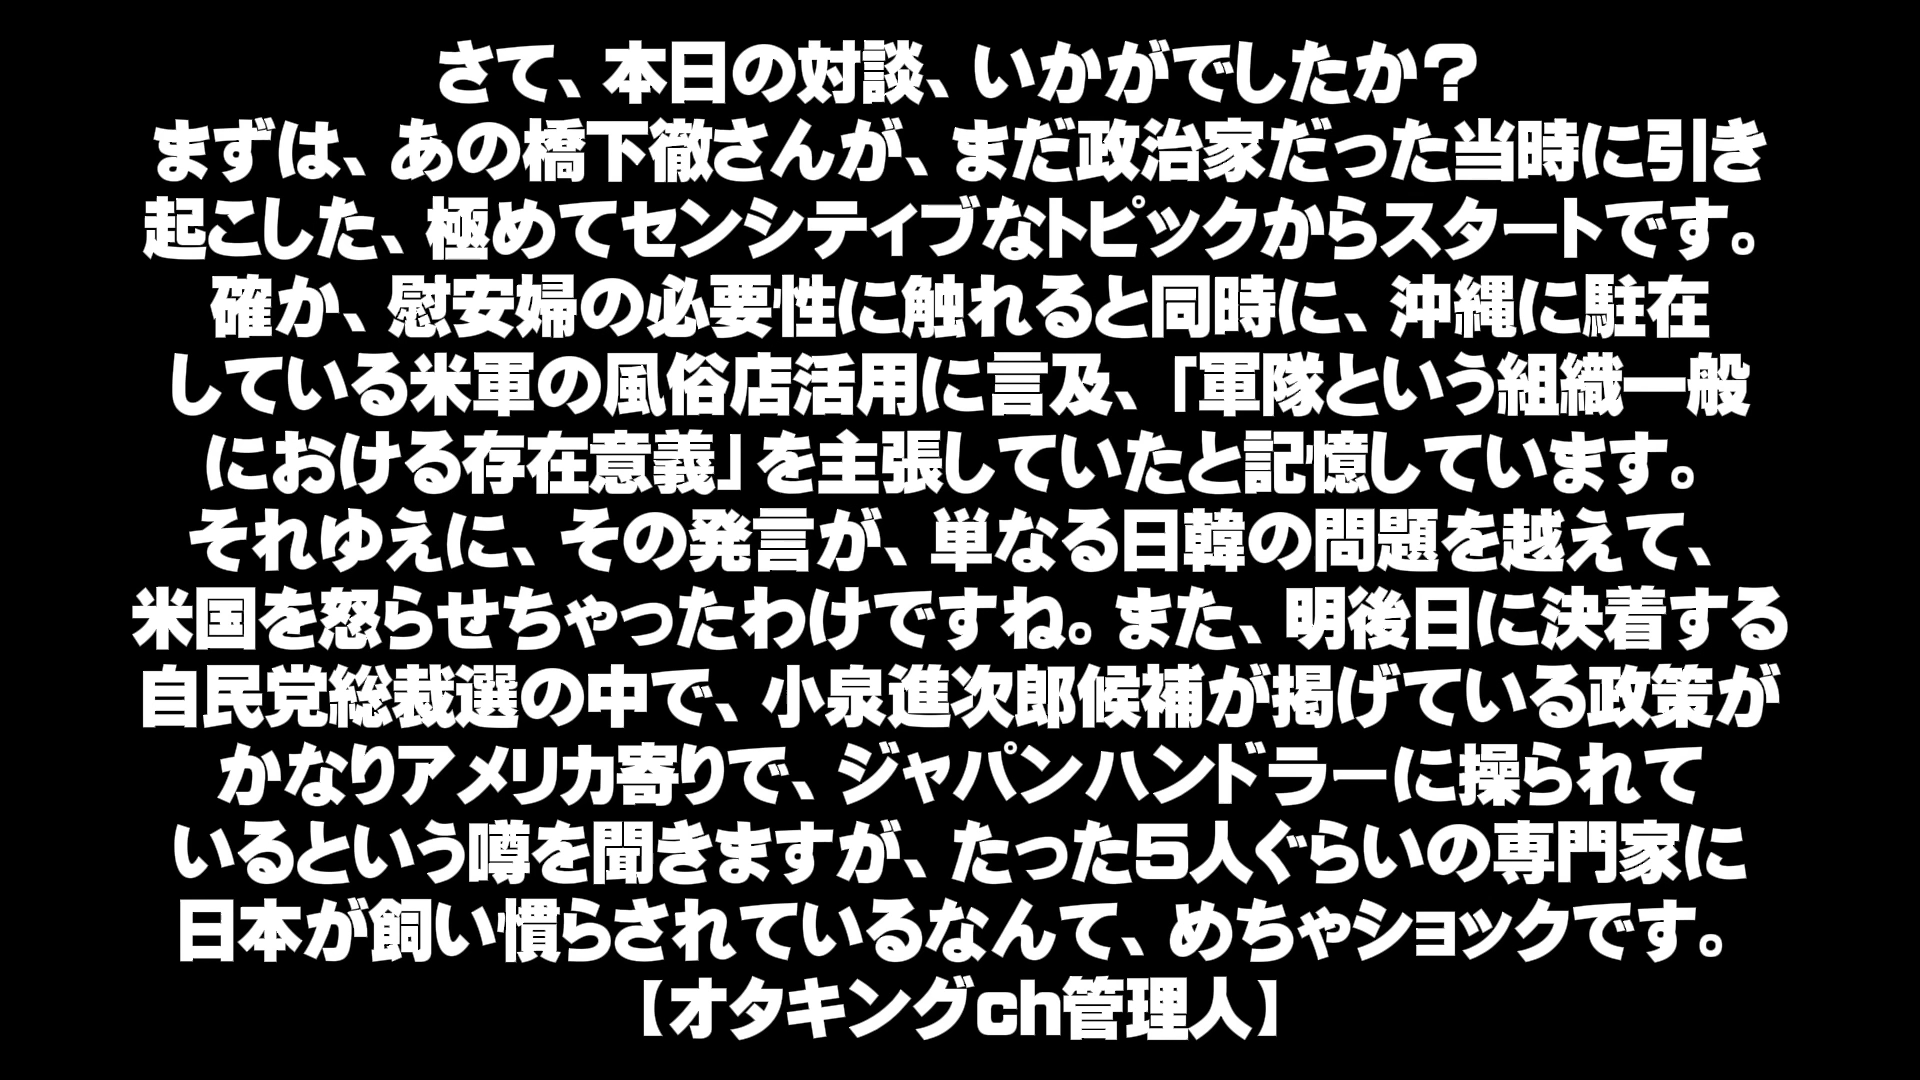 さて、本日の対談、いかがでしたか？
まずは、あの橋下徹さんが、まだ政治家だった当時に引き
起こした、極めてセンシティブなトピックからスタートです。
確か、慰安婦の必要性に触れると同時に、沖縄に駐在
している米軍の風俗店活用に言及、「軍隊という組織一般
における存在意義」を主張していたと記憶しています。
それゆえに、その発言が、単なる日韓の問題を越えて、
米国を怒らせちゃったわけですね。また、明後日に決着する
自民党総裁選の中で、小泉進次郎候補が掲げている政策が
かなりアメリカ寄りで、ジャパンハンドラーに操られて
いるという噂を聞きますが、たった5人ぐらいの専門家に
日本が飼い慣らされているなんて、めちゃショックです。
【オタキングch管理人】